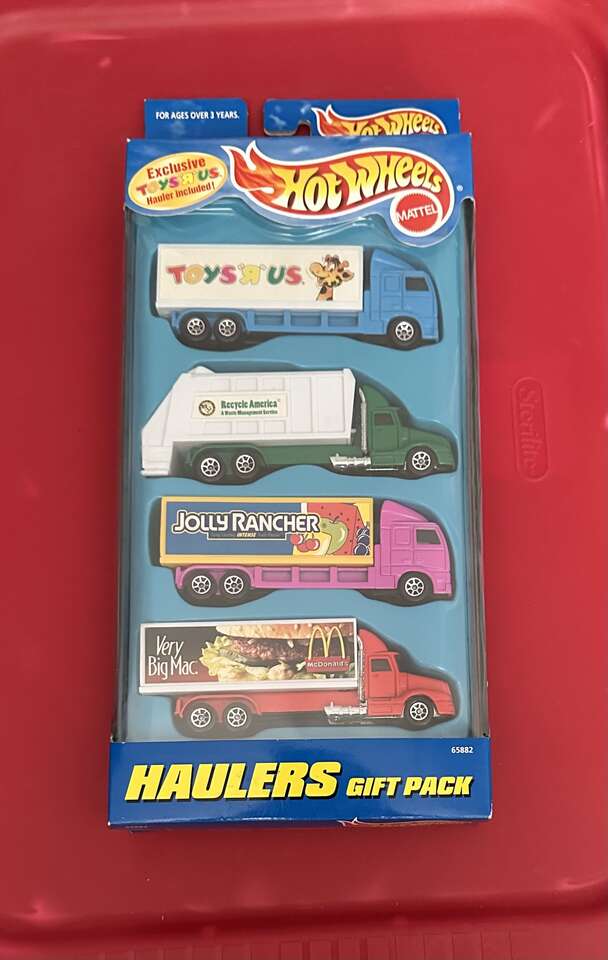 FOR AGES OVER 3 YEARS.
HOT WHEELS
Exclusive
TOYS "R" US
Hauler included!
HOT WHEELS®
MATTEL
TOYS "R" US.
Recycle America®
A Waste Management Service
JOLLY RANCHER
INTENSE
Very
Big Mac.
McDonald's
65882
HAULERS GIFT PACK
Sterilite